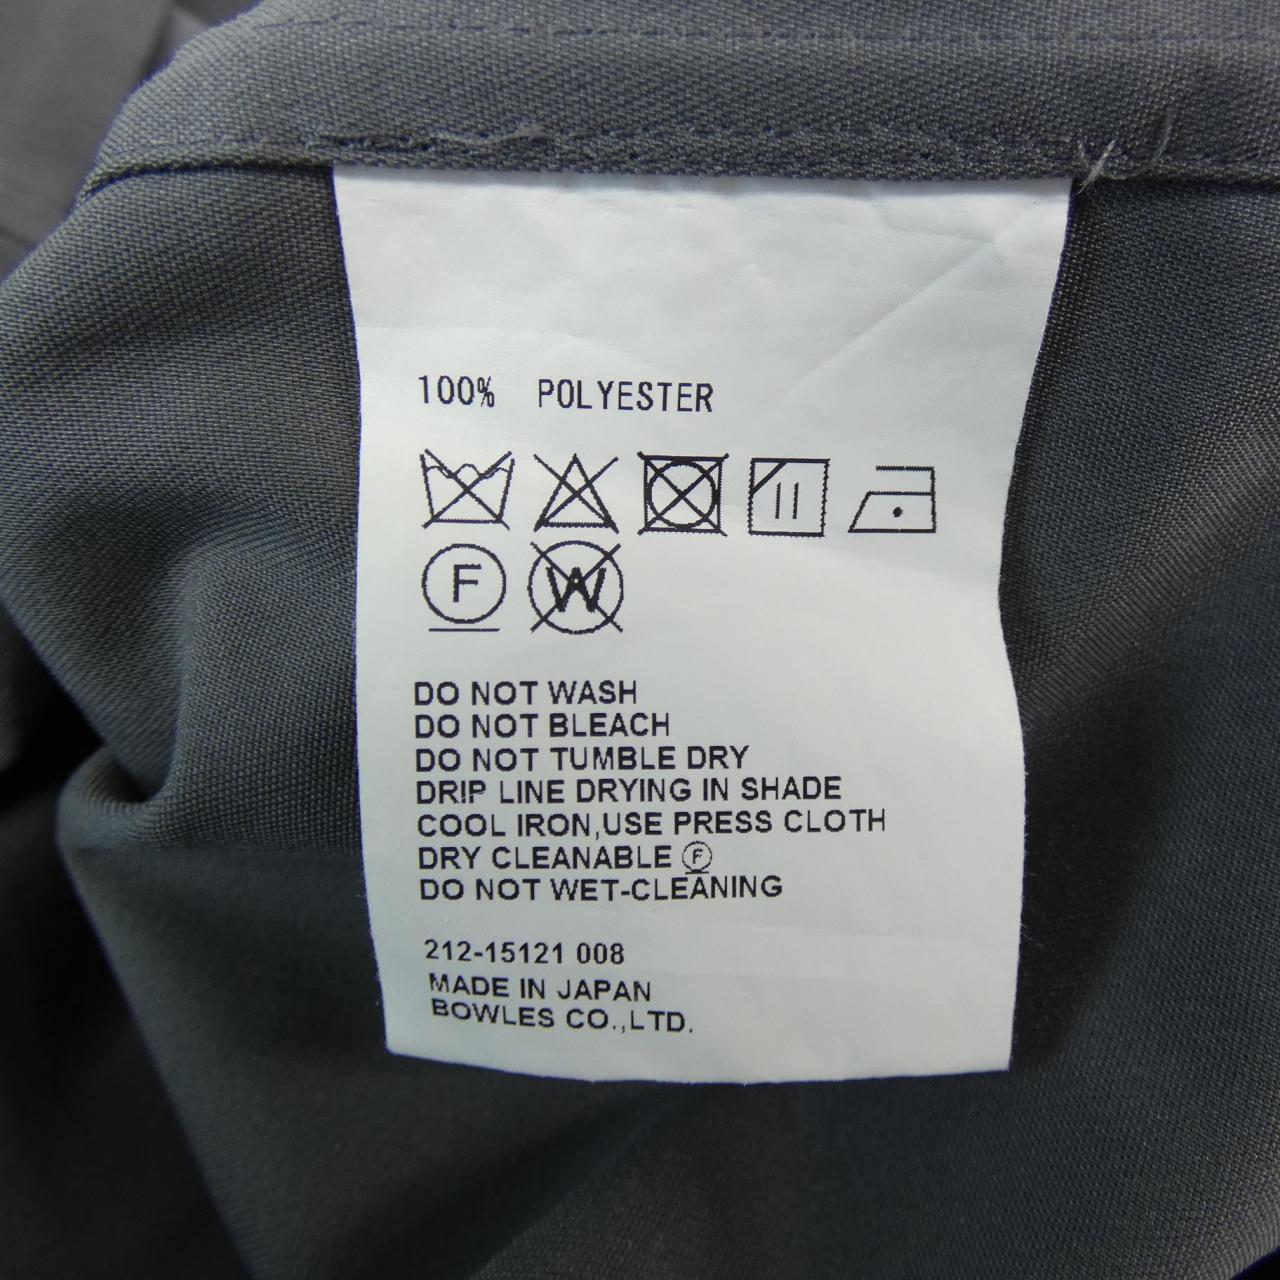 100% POLYESTER
F W
DO NOT WASH
DO NOT BLEACH
DO NOT TUMBLE DRY
DRIP LINE DRYING IN SHADE
COOL IRON,USE PRESS CLOTH
DRY CLEANABLE Ⓕ
DO NOT WET-CLEANING
212-15121 008
MADE IN JAPAN
BOWLES CO.,LTD.